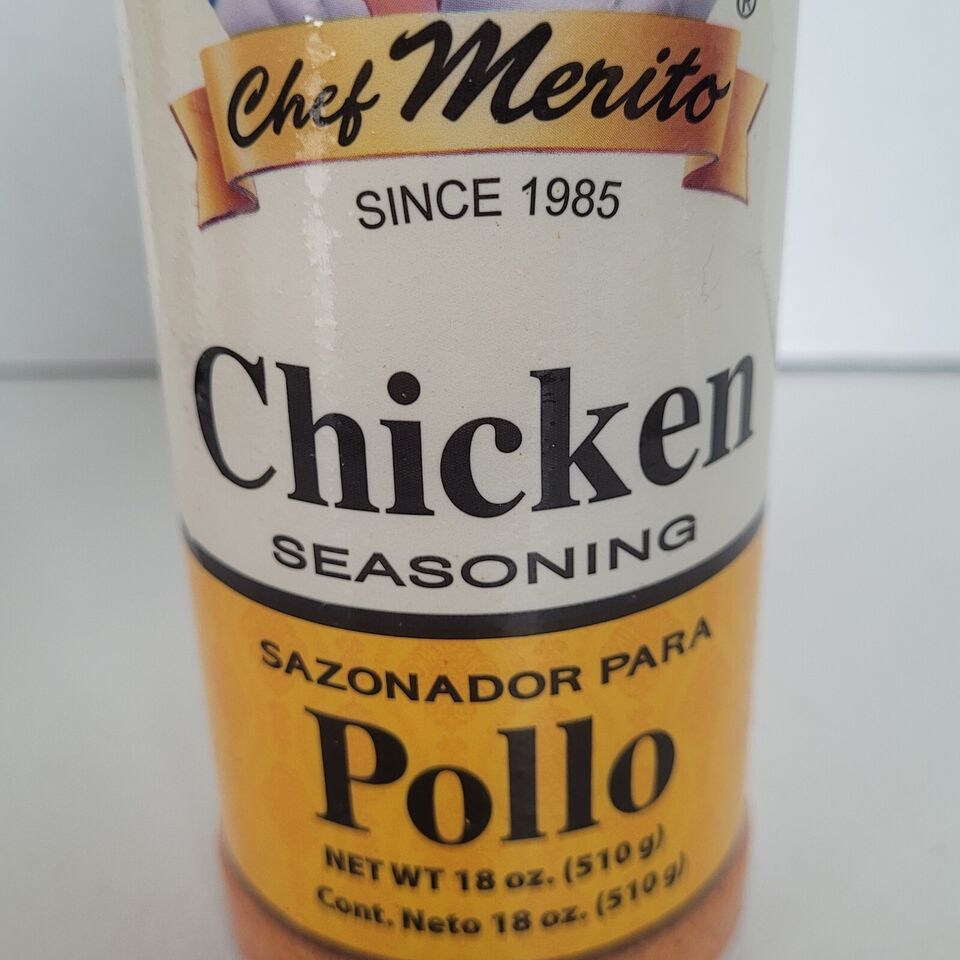 ®
Chef Merito
SINCE 1985
Chicken
SEASONING
SAZONADOR PARA
Pollo
NET WT 18 oz. (510 g)
Cont. Neto 18 oz. (510 g)